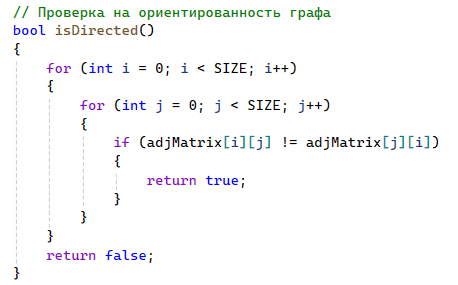 // Проверка на ориентированность графа
bool isDirected()
{
    for (int i = 0; i < SIZE; i++)
    {
        for (int j = 0; j < SIZE; j++)
        {
            if (adjMatrix[i][j] != adjMatrix[j][i])
            {
                return true;
            }
        }
    }
    return false;
}